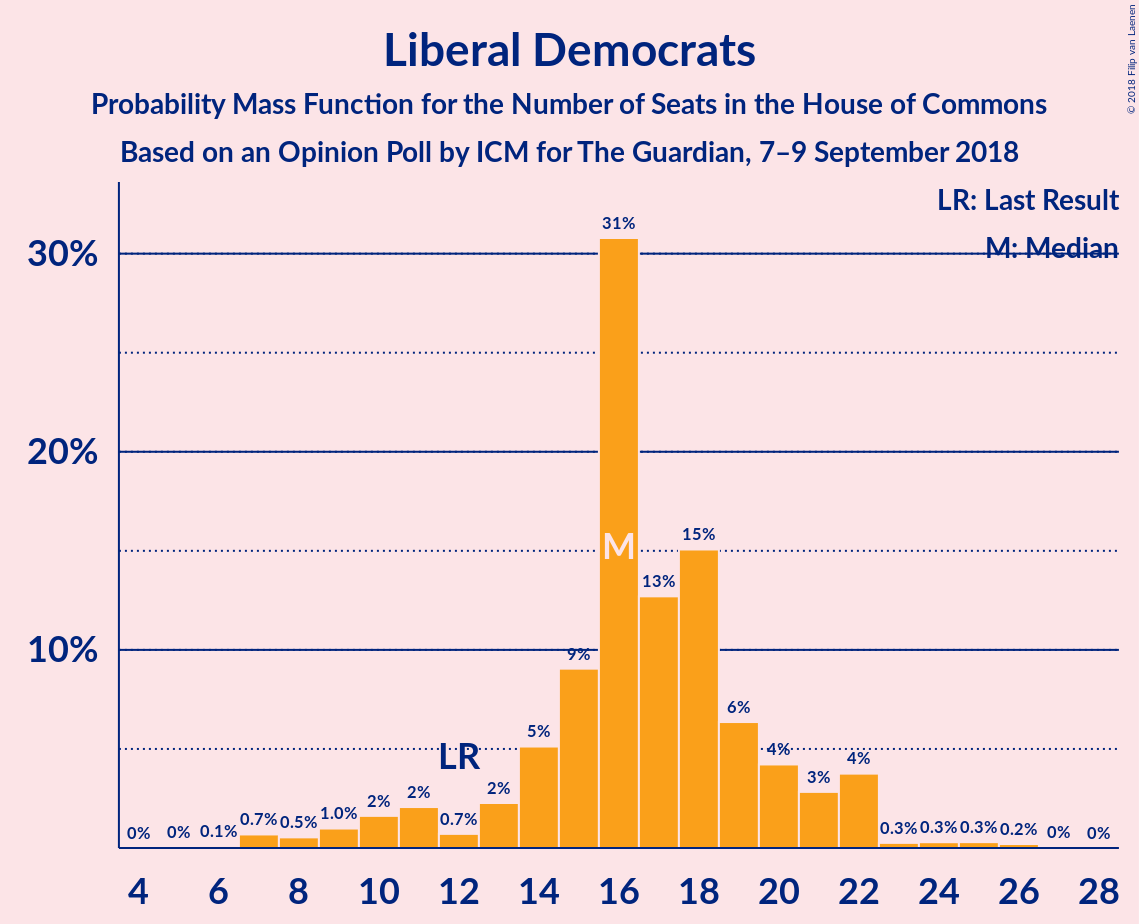 Liberal Democrats
Probability Mass Function for the Number of Seats in the House of Commons
Based on an Opinion Poll by ICM for The Guardian, 7–9 September 2018
© 2018 Filip van Laenen
LR: Last Result
M: Median
30%
20%
10%
0% 0% 0.1% 0.7% 0.5% 1.0% 2% 2% 0.7% 2% 5% 9% 31% 13% 15% 6% 4% 3% 4% 0.3% 0.3% 0.3% 0.2% 0% 0%
LR
M
4 6 8 10 12 14 16 18 20 22 24 26 28